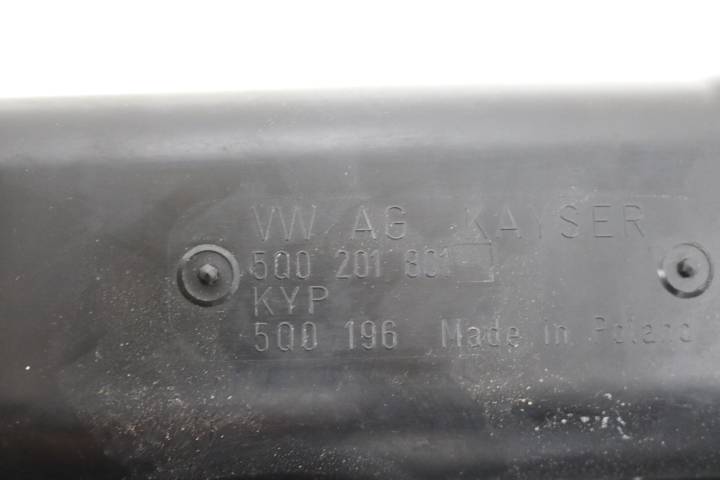 VW AG KAYSER
5Q0 201 801
KYP
5Q0 196 Made in Poland